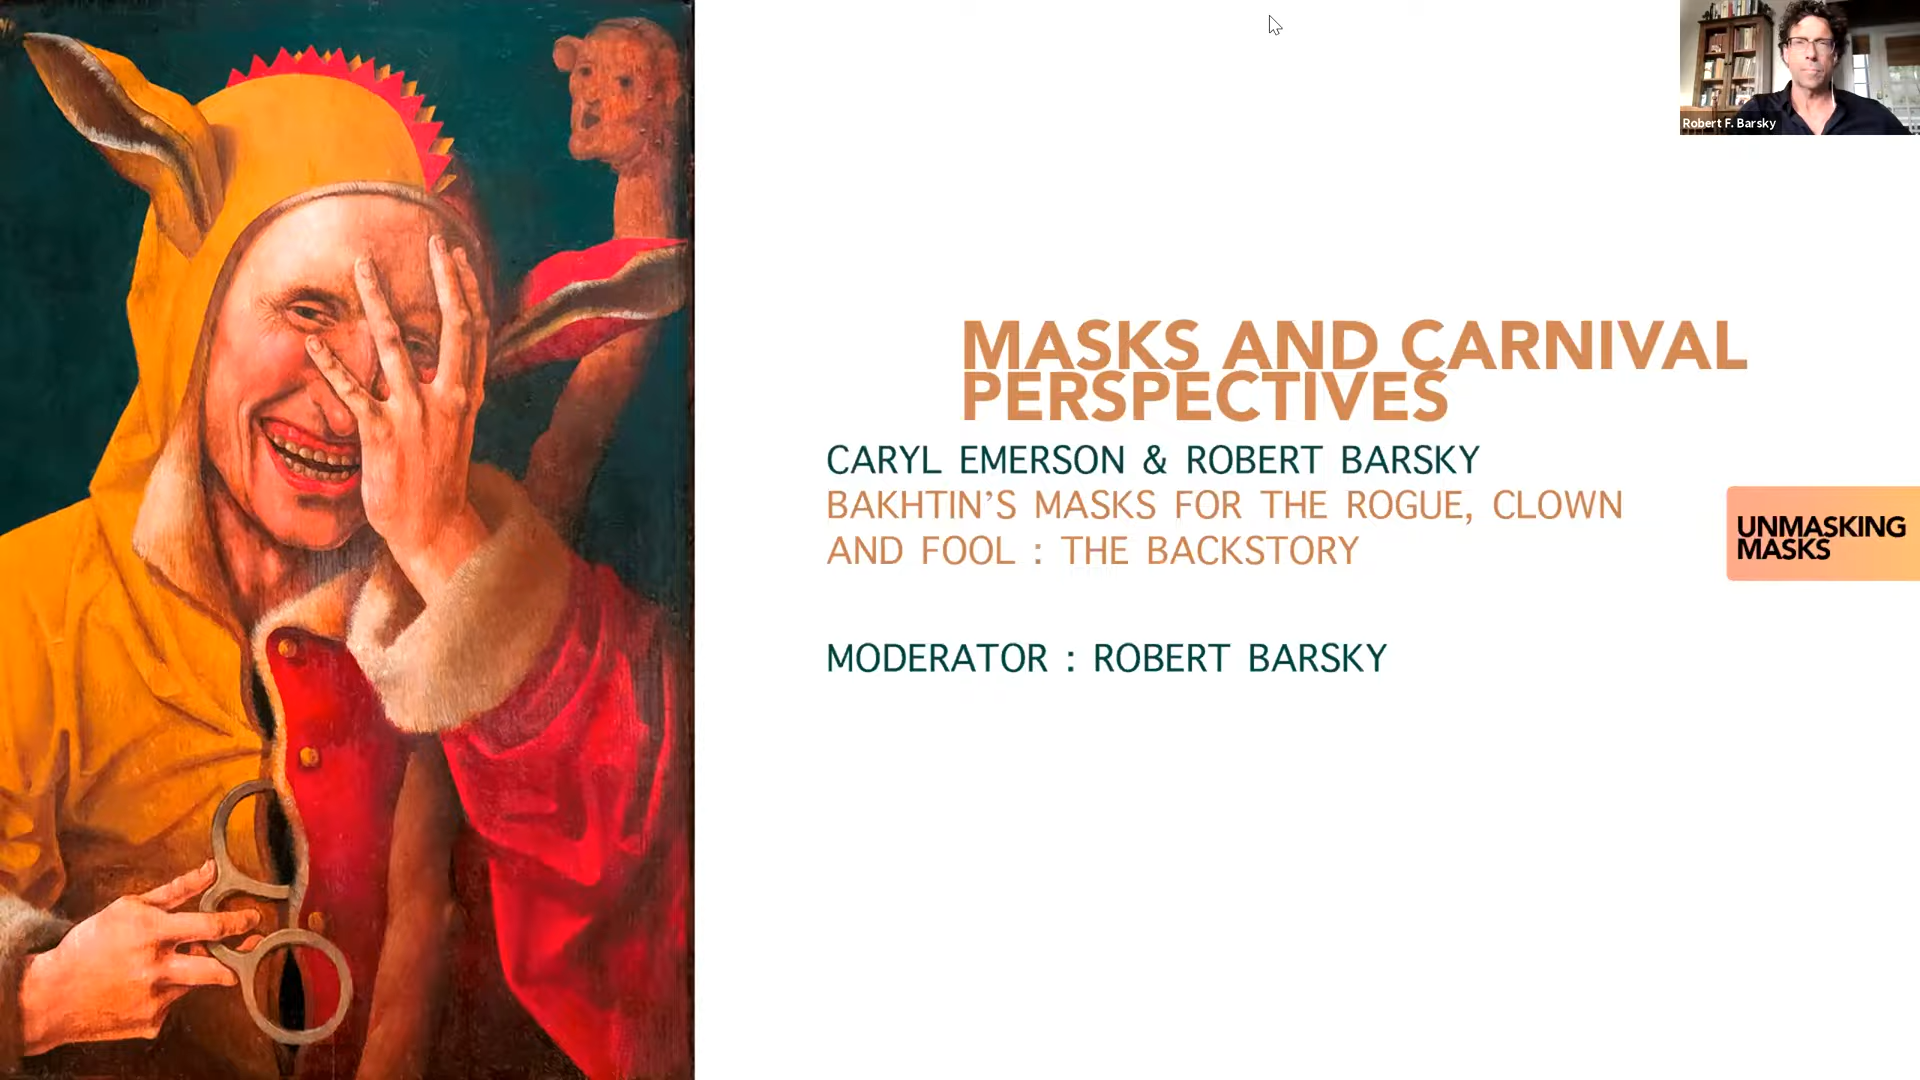 Robert F. Barsky
MASKS AND CARNIVAL
PERSPECTIVES
CARYL EMERSON & ROBERT BARSKY
BAKHTIN’S MASKS FOR THE ROGUE, CLOWN
AND FOOL : THE BACKSTORY
UNMASKING
MASKS
MODERATOR : ROBERT BARSKY